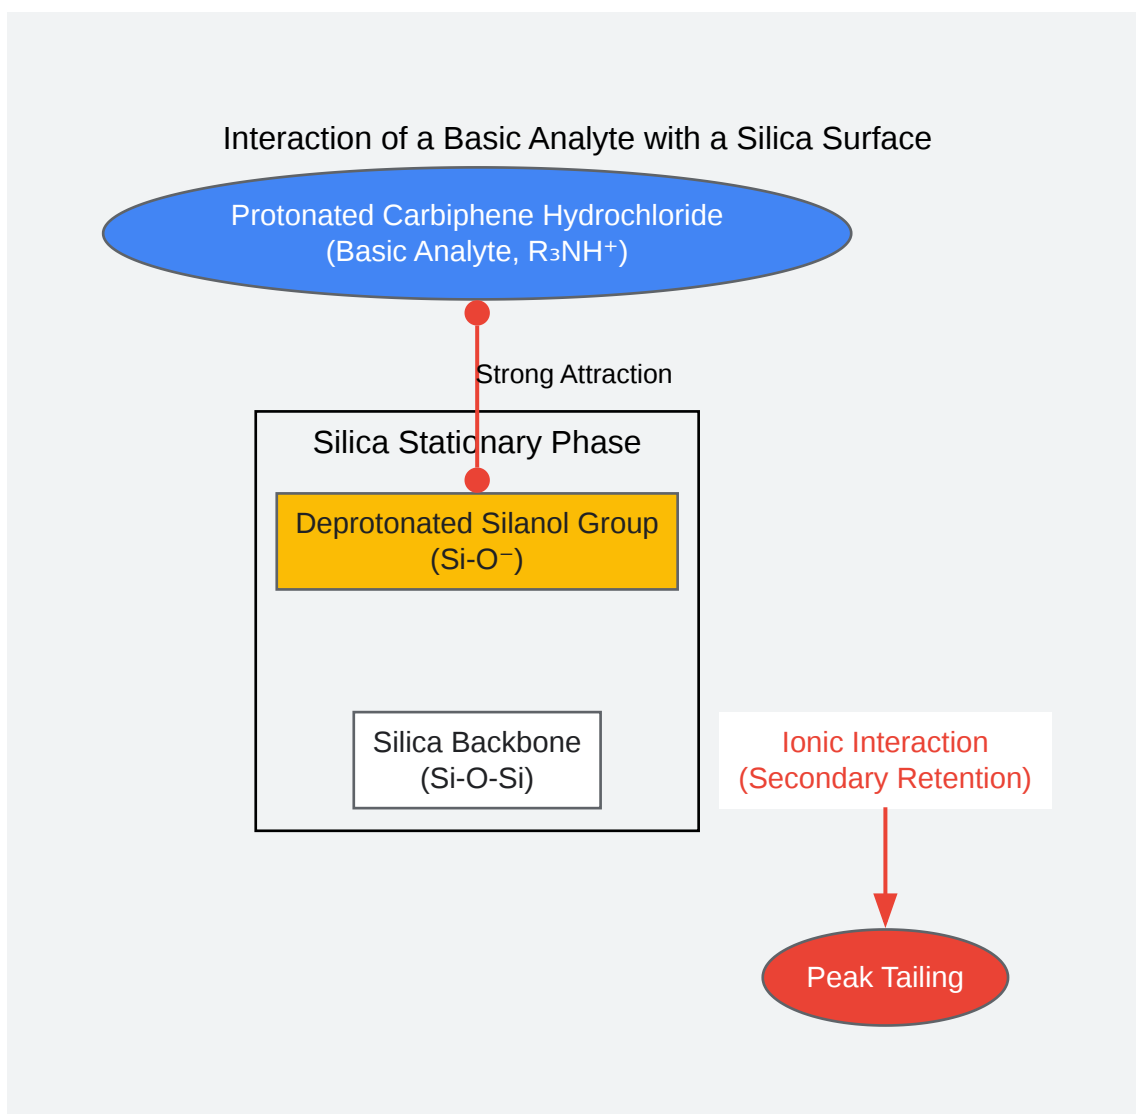 Interaction of a Basic Analyte with a Silica Surface
Protonated Carbiphene Hydrochloride
(Basic Analyte, R₃NH⁺)
Strong Attraction
Silica Stationary Phase
Deprotonated Silanol Group
(Si-O⁻)
Silica Backbone
(Si-O-Si)
Ionic Interaction
(Secondary Retention)
Peak Tailing